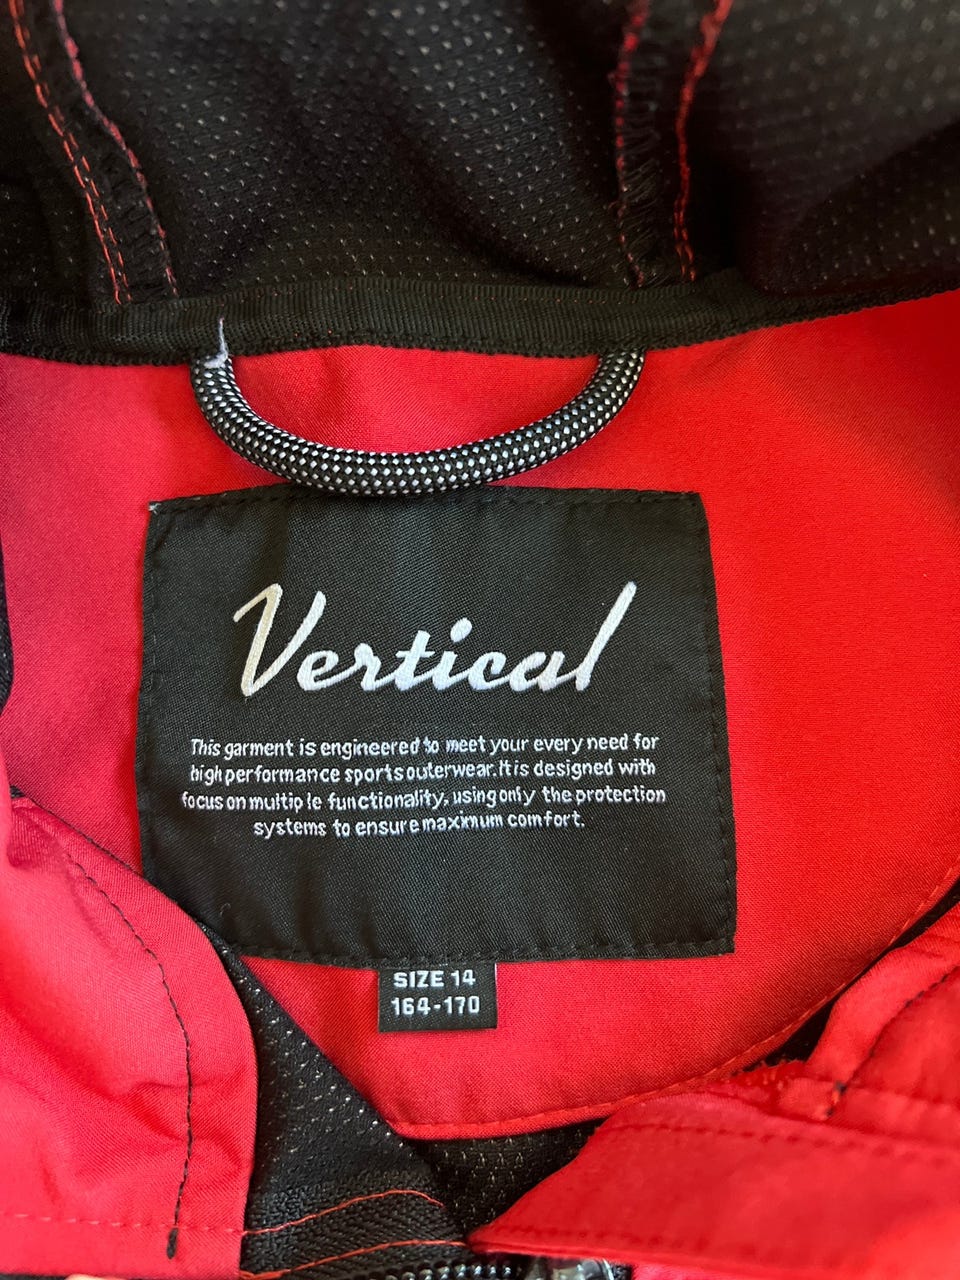 Vertical
This garment is engineered to meet your every need for
high performance sports outerwear. It is designed with
focus on multiple functionality, using only the protection
systems to ensure maxmum comfort.
SIZE 14
164-170